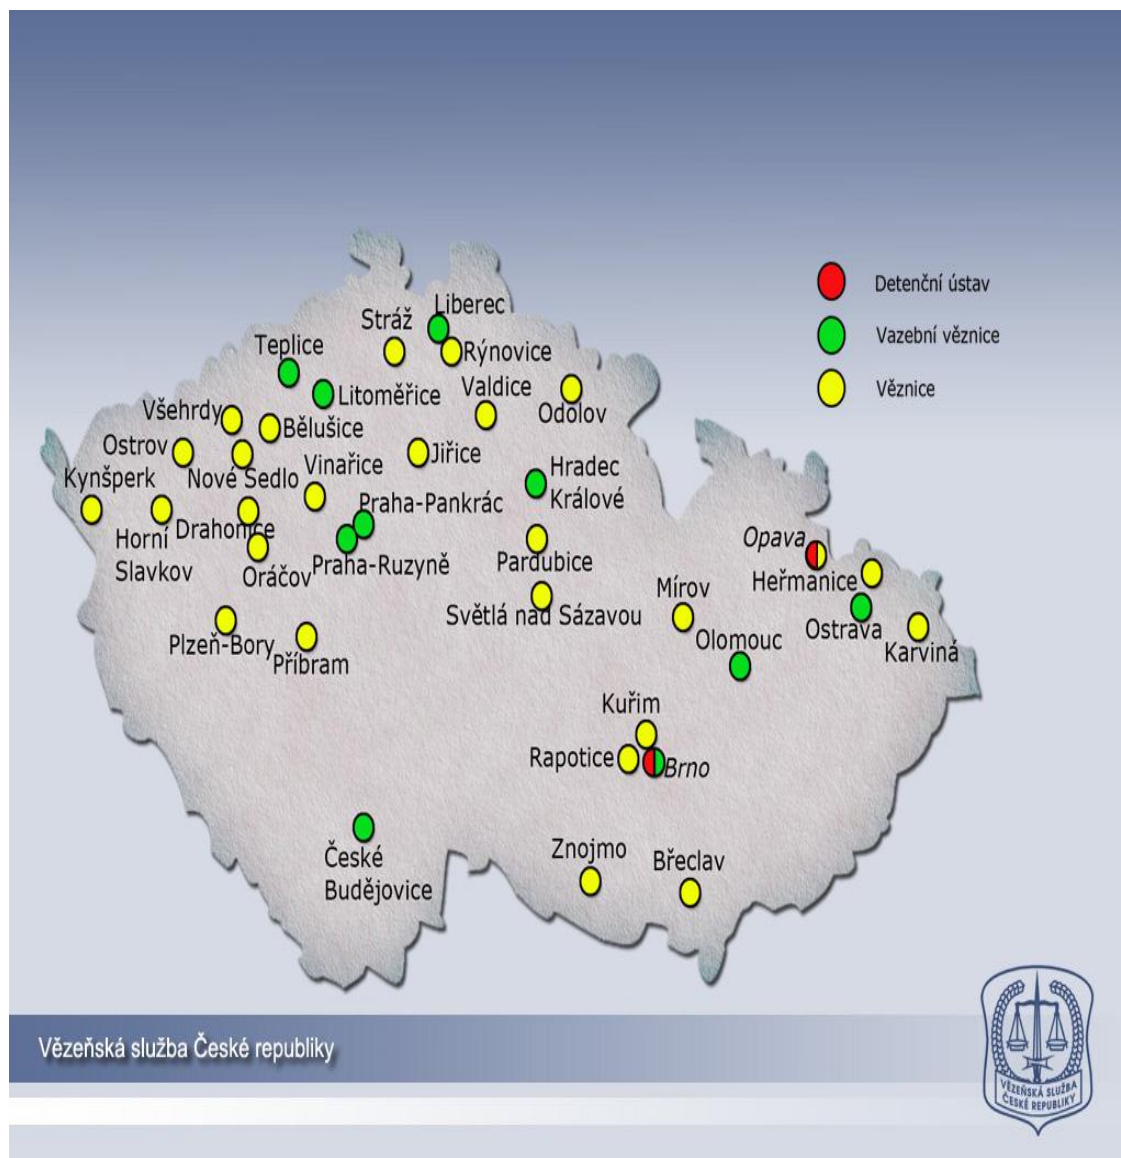 Liberec
Stráž
Detenční ústav
Teplice
Rýnovice
Vazební věznice
Valdice
Litoměřice
Odolov
Věznice
Všehrdy
Bělušice
Ostrov
Jiřice
Vinařice
Hradec
Králové
Kynšperk
Nové Sedlo
Praha-Pankrác
Drahonice
Horní
Slavkov
Opava
Oráčov
Praha-Ruzyně
Pardubice
Heřmanice
Mírov
Světlá nad Sázavou
Ostrava
Olomouc
Plzeň-Bory
Karviná
Příbram
Kuřim
Rapotice
Brno
České
Budějovice
Znojmo
Břeclav
Vězeňská služba České republiky
VĚZEŇSKÁ SLUŽBA
ČESKÉ REPUBLIKY